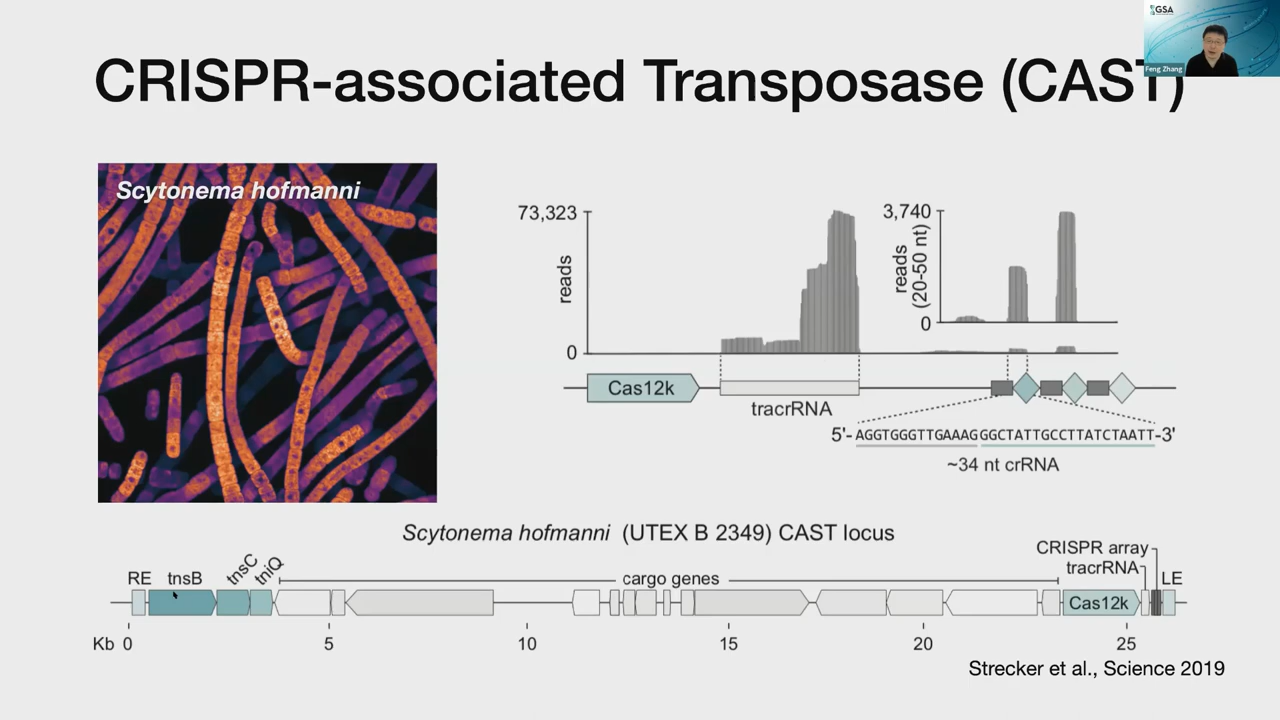 GSA
Feng Zhang
CRISPR-associated Transposase (CAST)
Scytonema hofmanni
73,323
reads
0
3,740
reads
(20-50 nt)
0
Cas12k
tracrRNA
5'-AGGTGGGTTGAAAGGGCTATTGCCTTATCTAATT-3'
~34 nt crRNA
Scytonema hofmanni (UTEX B 2349) CAST locus
CRISPR array
tracrRNA
RE tnsB tnsC tniQ cargo genes LE
Cas12k
Kb 0 5 10 15 20 25
Strecker et al., Science 2019